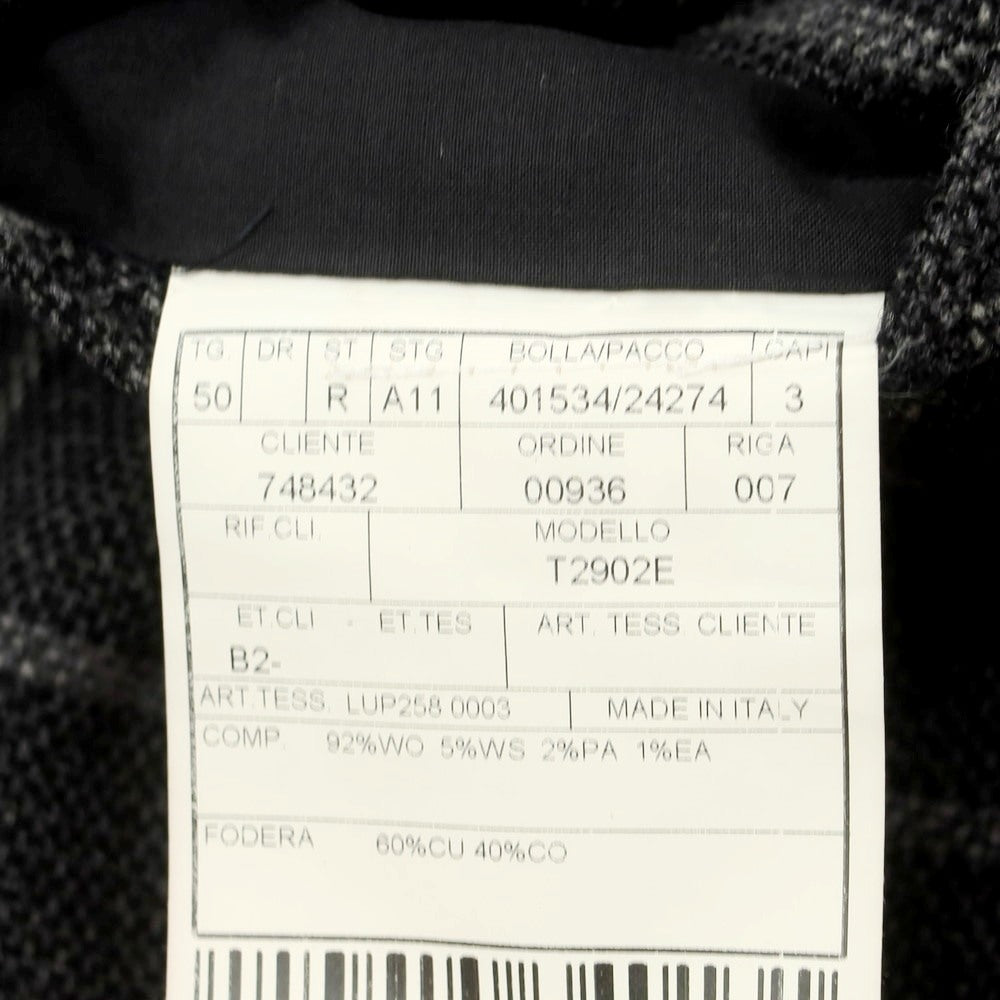 TG. DR ST STG BOLLA/PACCO CAPI
50 R A11 401534/24274 3
CLIENTE ORDINE RIGA
748432 00936 007
RIF.CLI. MODELLO
T2902E
ET.CLI ET.TES ART. TESS CLIENTE
B2-
ART.TESS. LUP258 0003 MADE IN ITALY
COMP. 92%WO 5%WS 2%PA 1%EA
FODERA 60%CU 40%CO